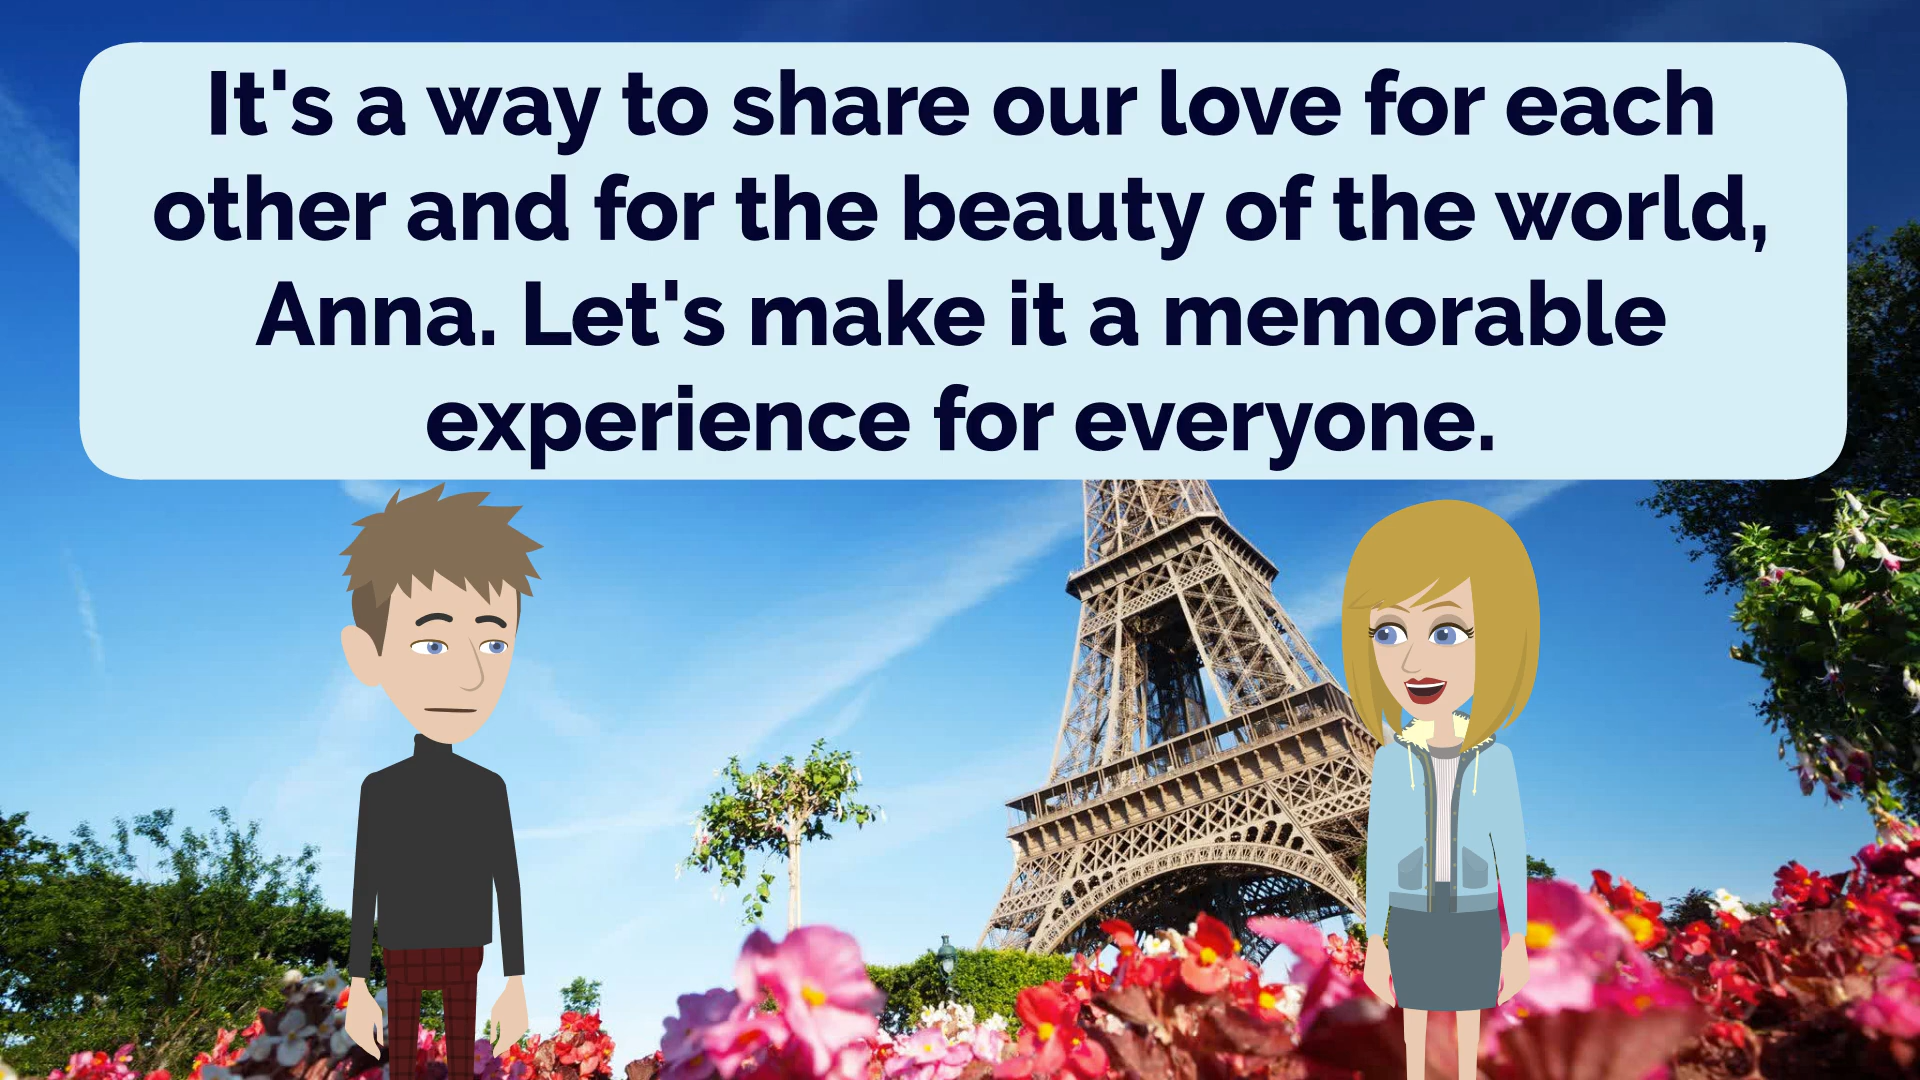 It's a way to share our love for each
other and for the beauty of the world,
Anna. Let's make it a memorable
experience for everyone.